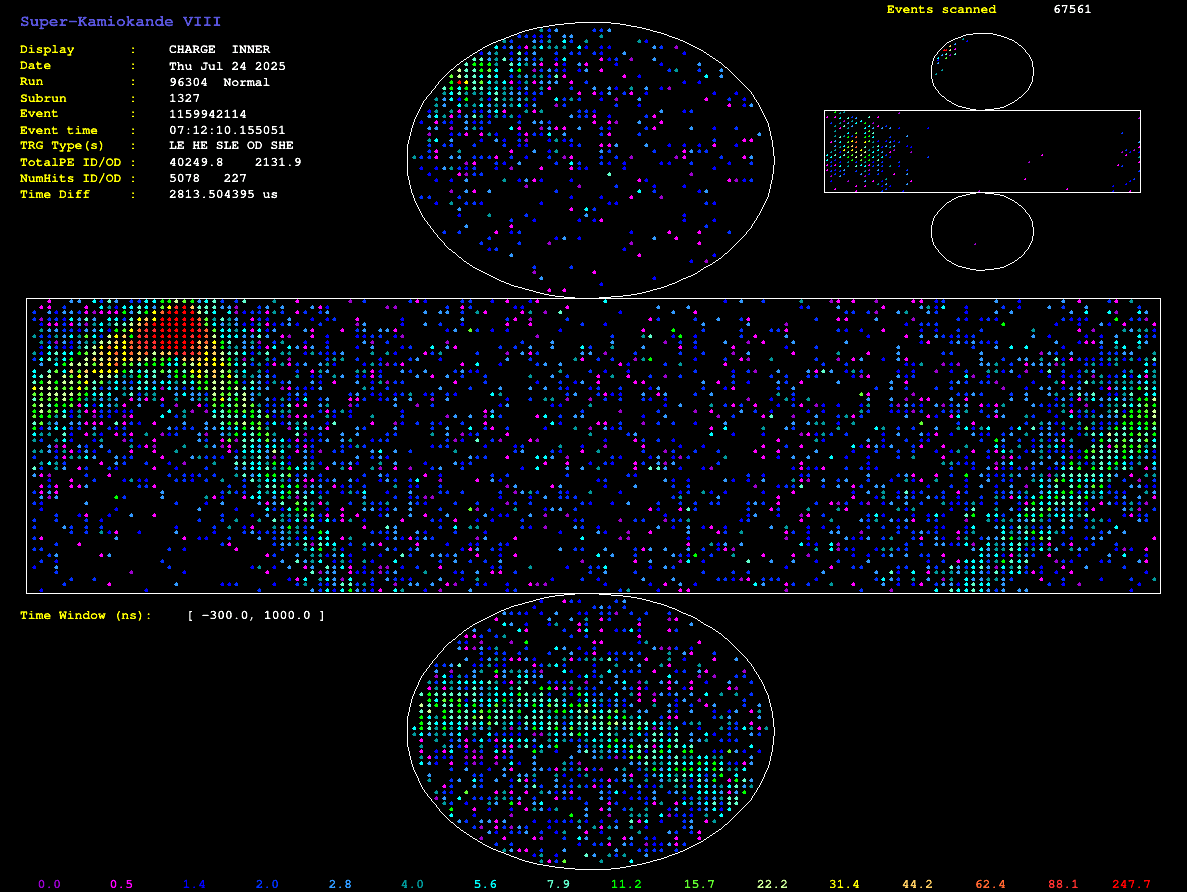 Super-Kamiokande VIII
Display : CHARGE INNER
Date : Thu Jul 24 2025
Run : 96304 Normal
Subrun : 1327
Event : 1159942114
Event time : 07:12:10.155051
TRG Type(s) : LE HE SLE OD SHE
TotalPE ID/OD : 40249.8 2131.9
NumHits ID/OD : 5078 227
Time Diff : 2813.504395 us
Events scanned 67561
Time Window (ns): [ -300.0, 1000.0 ]
0.0 0.5 1.4 2.0 2.8 4.0 5.6 7.9 11.2 15.7 22.2 31.4 44.2 62.4 88.1 247.7